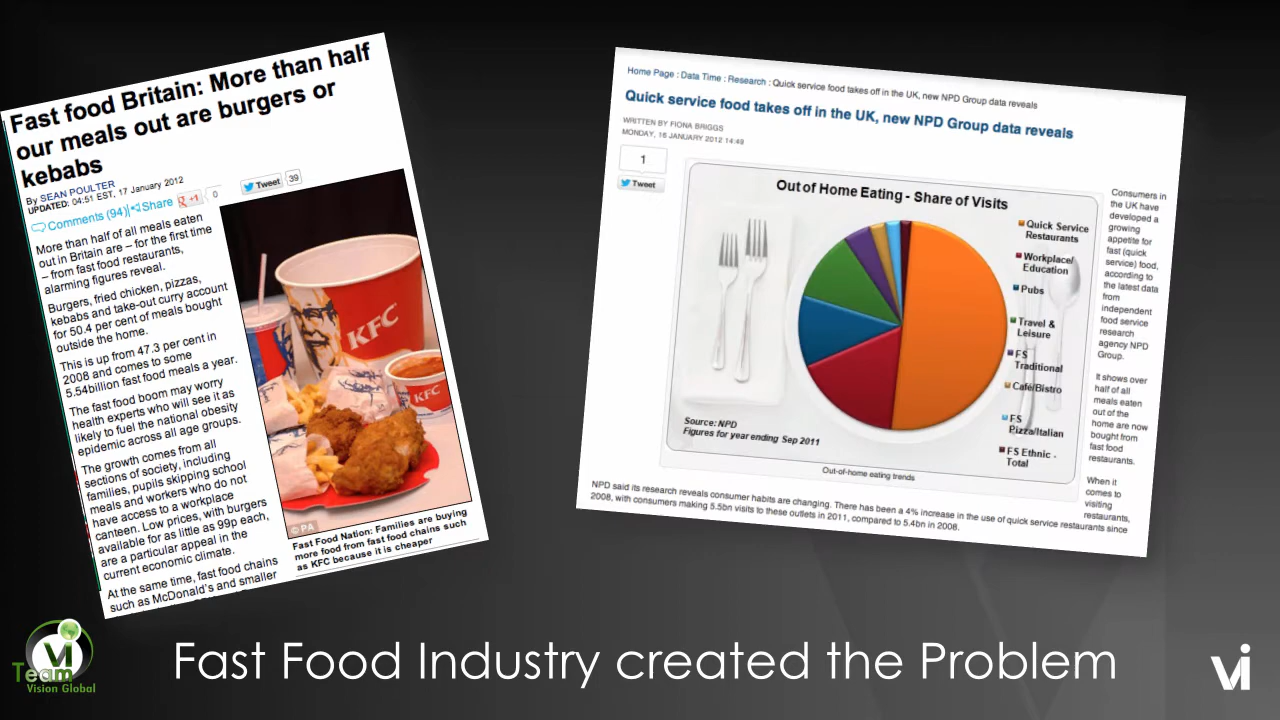 Fast food Britain: More than half
our meals out are burgers or
kebabs
By SEAN POULTER
UPDATED: 04:51 EST, 17 January 2012
Comments (94)
Share
+1
0
Tweet
39
More than half of all meals eaten
out in Britain are – for the first time
– from fast food restaurants,
alarming figures reveal.
Burgers, fried chicken, pizzas,
kebabs and take-out curry account
for 50.4 per cent of meals bought
outside the home.
This is up from 47.3 per cent in
2008 and comes to some
5.54billion fast food meals a year.
The fast food boom may worry
health experts who will see it as
likely to fuel the national obesity
epidemic across all age groups.
The growth comes from all
sections of society, including
families, pupils skipping school
meals and workers who do not
have access to a workplace
canteen. Low prices, with burgers
available for as little as 99p each,
are a particular appeal in the
current economic climate.
At the same time, fast food chains
such as McDonald's and smaller
KFC
KFC
© PA
Fast Food Nation: Families are buying
more food from fast food chains such
as KFC because it is cheaper
Home Page : Data Time : Research : Quick service food takes off in the UK, new NPD Group data reveals
Quick service food takes off in the UK, new NPD Group data reveals
WRITTEN BY FIONA BRIGGS
MONDAY, 16 JANUARY 2012 14:49
1
Tweet
Out of Home Eating - Share of Visits
Quick Service
Restaurants
Workplace/
Education
Pubs
Travel &
Leisure
FS
Traditional
Café/Bistro
FS
Pizza/Italian
FS Ethnic -
Total
Source: NPD
Figures for year ending Sep 2011
Out-of-home eating trends
Consumers in
the UK have
developed a
growing
appetite for
fast (quick
service) food,
according to
the latest data
from
independent
food service
research
agency NPD
Group.
It shows over
half of all
meals eaten
out of the
home are now
bought from
fast food
restaurants.
When it
comes to
visiting
restaurants,
NPD said its research reveals consumer habits are changing. There has been a 4% increase in the use of quick service restaurants since
2008, with consumers making 5.5bn visits to these outlets in 2011, compared to 5.4bn in 2008.
Fast Food Industry created the Problem
vi
Team
Vision Global
vi